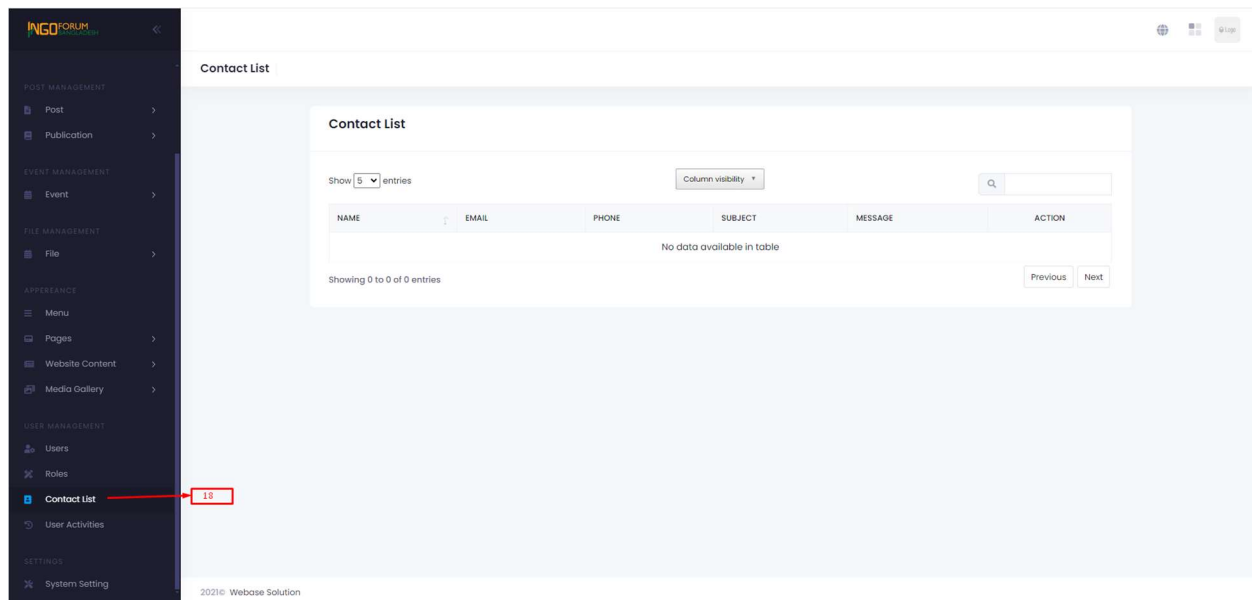 INGO FORUM
BANGLADESH
Contact List
POST MANAGEMENT
Post
Publication
EVENT MANAGEMENT
Event
FILE MANAGEMENT
File
APPEREANCE
Menu
Pages
Website Content
Media Gallery
USER MANAGEMENT
Users
Roles
Contact List
User Activities
SETTINGS
System Setting
Logo
Contact List
Show 5 entries
Column visibility
NAME EMAIL PHONE SUBJECT MESSAGE ACTION
No data available in table
Showing 0 to 0 of 0 entries
Previous Next
18
2021© Webase Solution